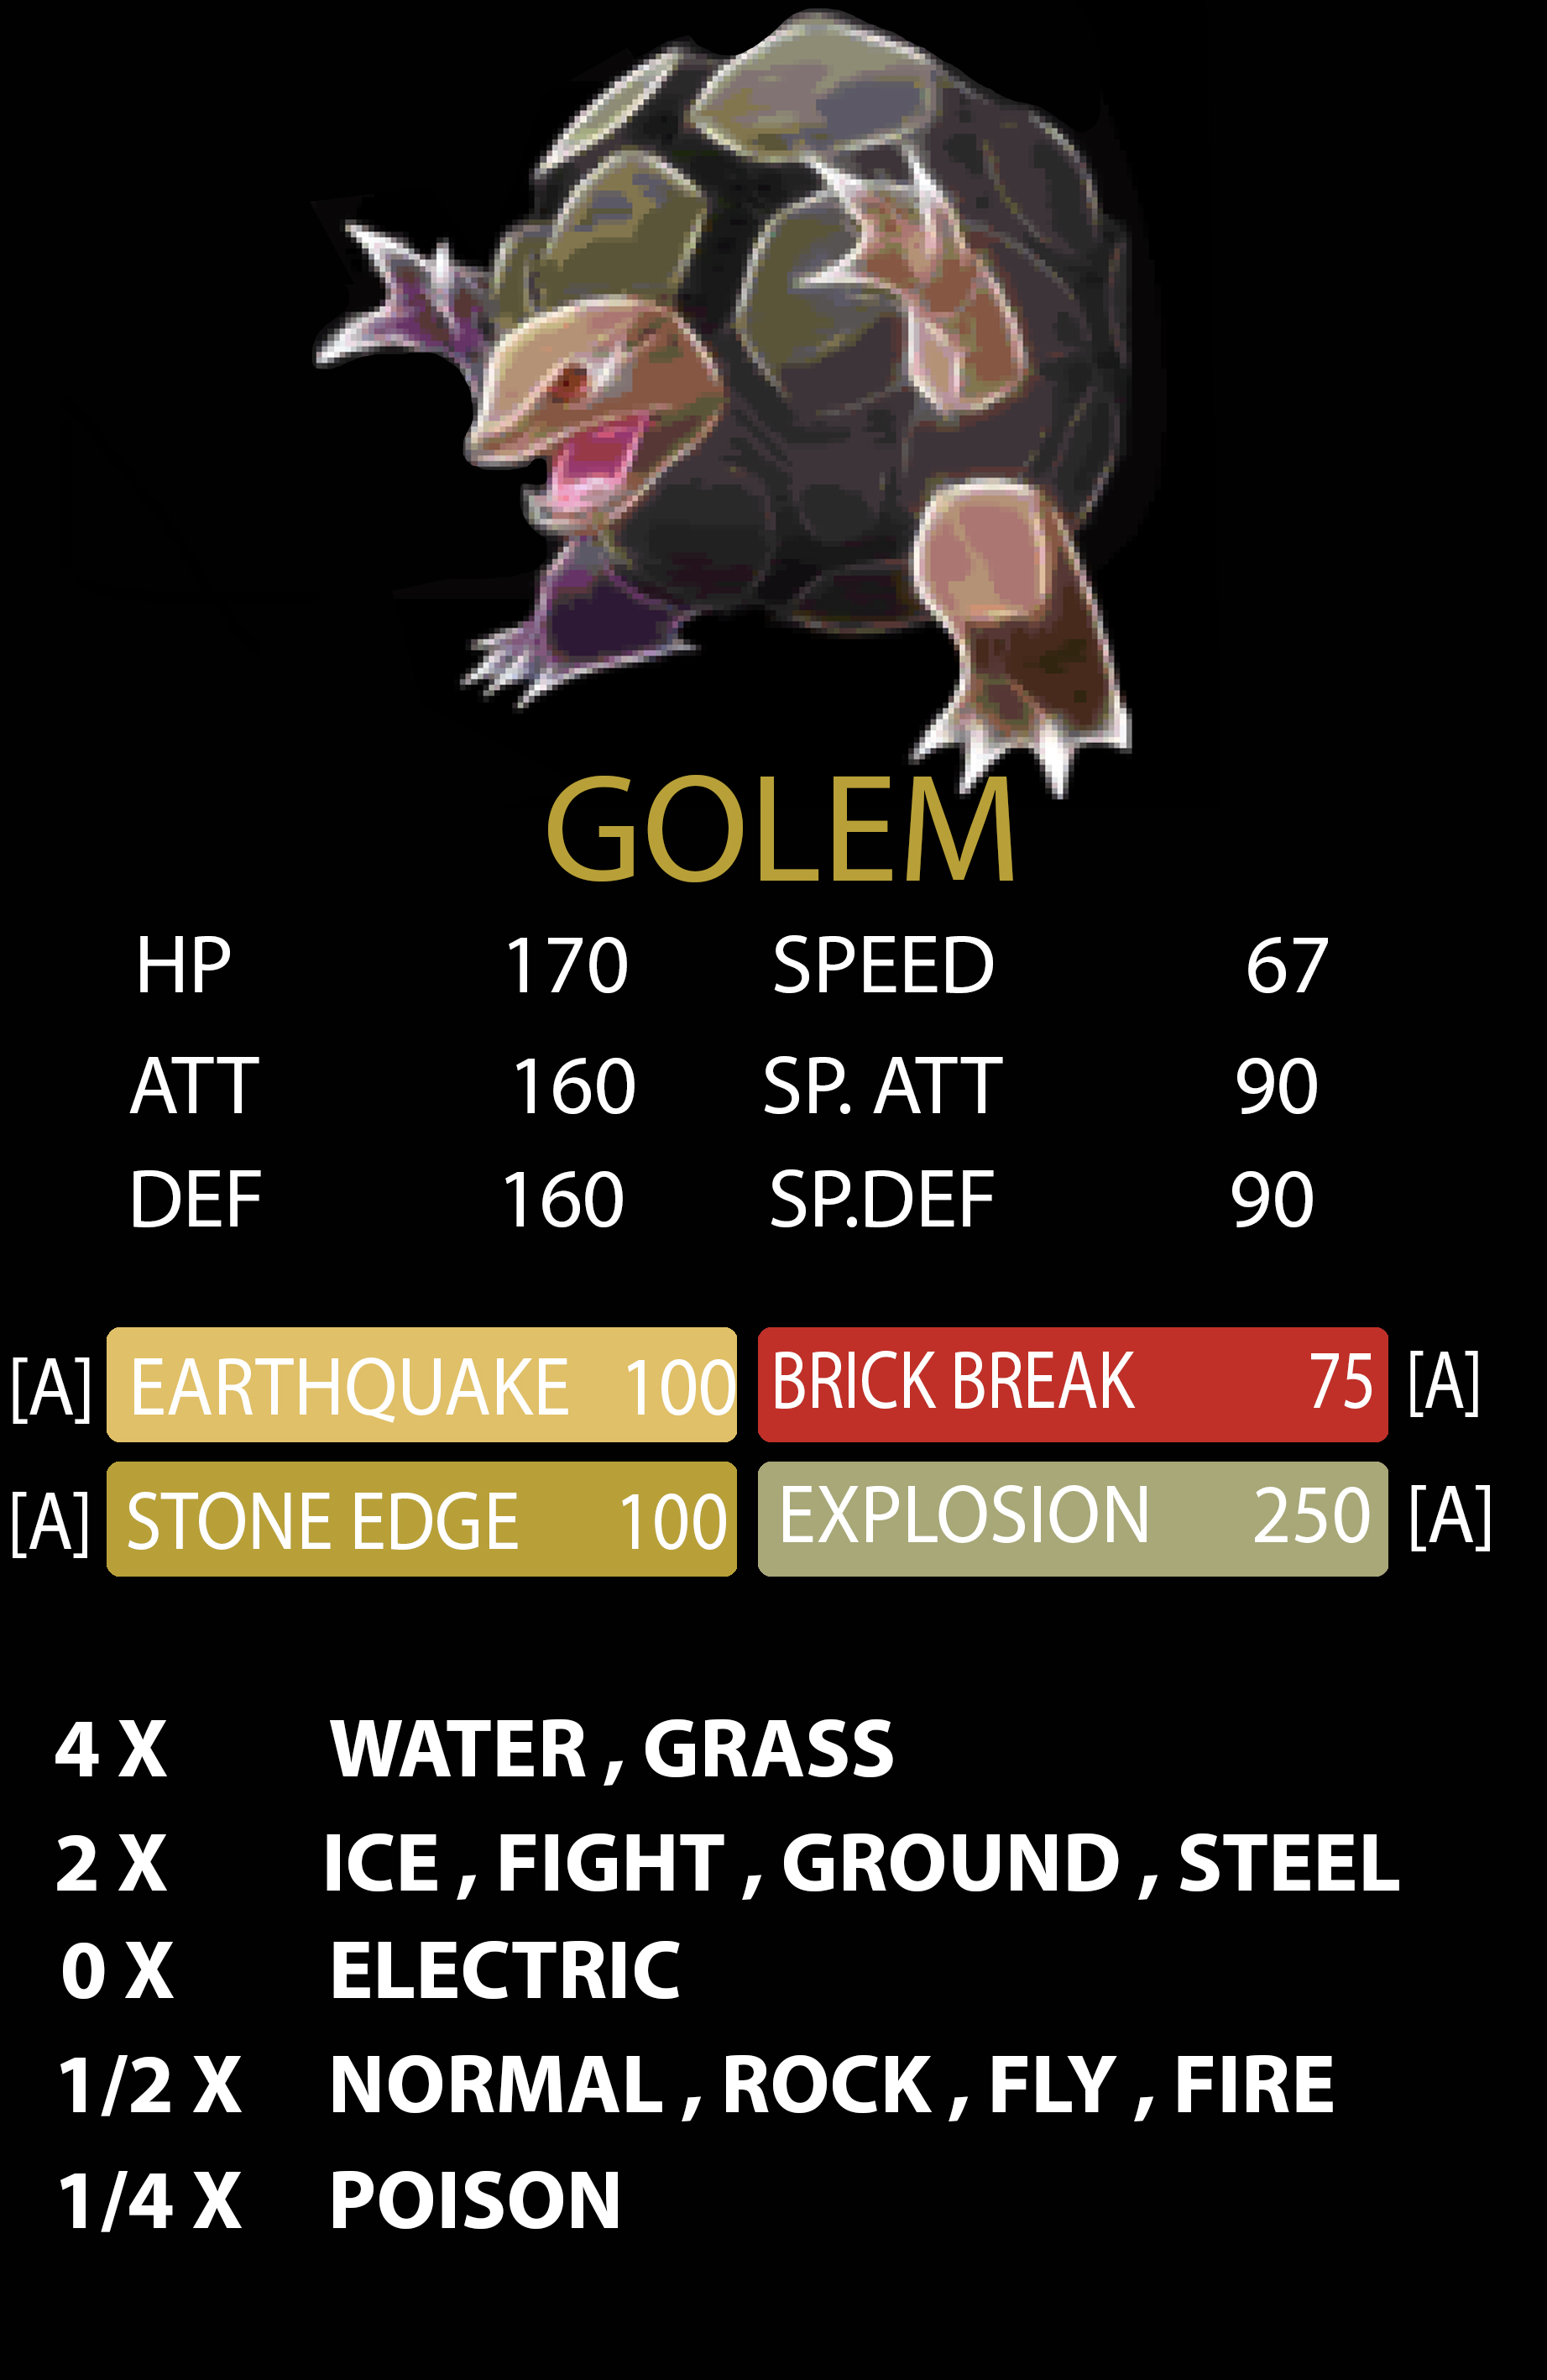 GOLEM
HP 170 SPEED 67
ATT 160 SP. ATT 90
DEF 160 SP.DEF 90
[A] EARTHQUAKE 100 BRICK BREAK 75 [A]
[A] STONE EDGE 100 EXPLOSION 250 [A]
4 X WATER , GRASS
2 X ICE , FIGHT , GROUND , STEEL
0 X ELECTRIC
1/2 X NORMAL , ROCK , FLY , FIRE
1/4 X POISON